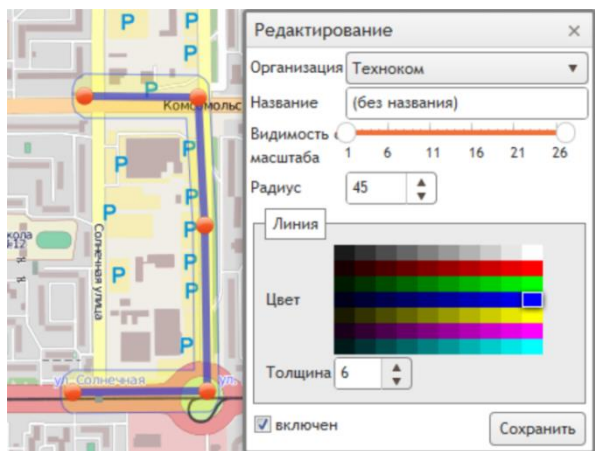 P
P
Редактирование
P
Организация
Техноком
P
Комсомольс
Название
(без названия)
Видимость с
масштаба
1 6 11 16 21 26
P
P
Радиус
45
P
Линия
P
Солнечная улица
№12
P
P
P
P
Цвет
P
Толщина
6
ул. Солнечная
ул.
включен
Сохранить